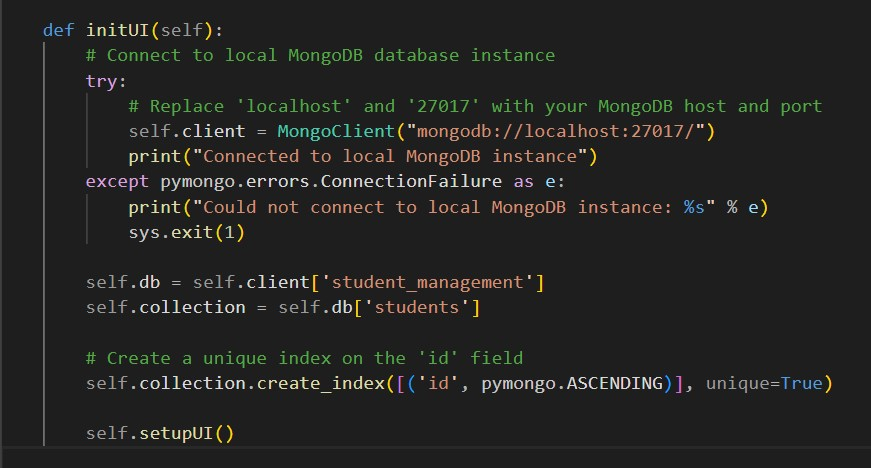 def initUI(self):
    # Connect to local MongoDB database instance
    try:
        # Replace 'localhost' and '27017' with your MongoDB host and port
        self.client = MongoClient("mongodb://localhost:27017/")
        print("Connected to local MongoDB instance")
    except pymongo.errors.ConnectionFailure as e:
        print("Could not connect to local MongoDB instance: %s" % e)
        sys.exit(1)

    self.db = self.client['student_management']
    self.collection = self.db['students']

    # Create a unique index on the 'id' field
    self.collection.create_index([('id', pymongo.ASCENDING)], unique=True)

    self.setupUI()